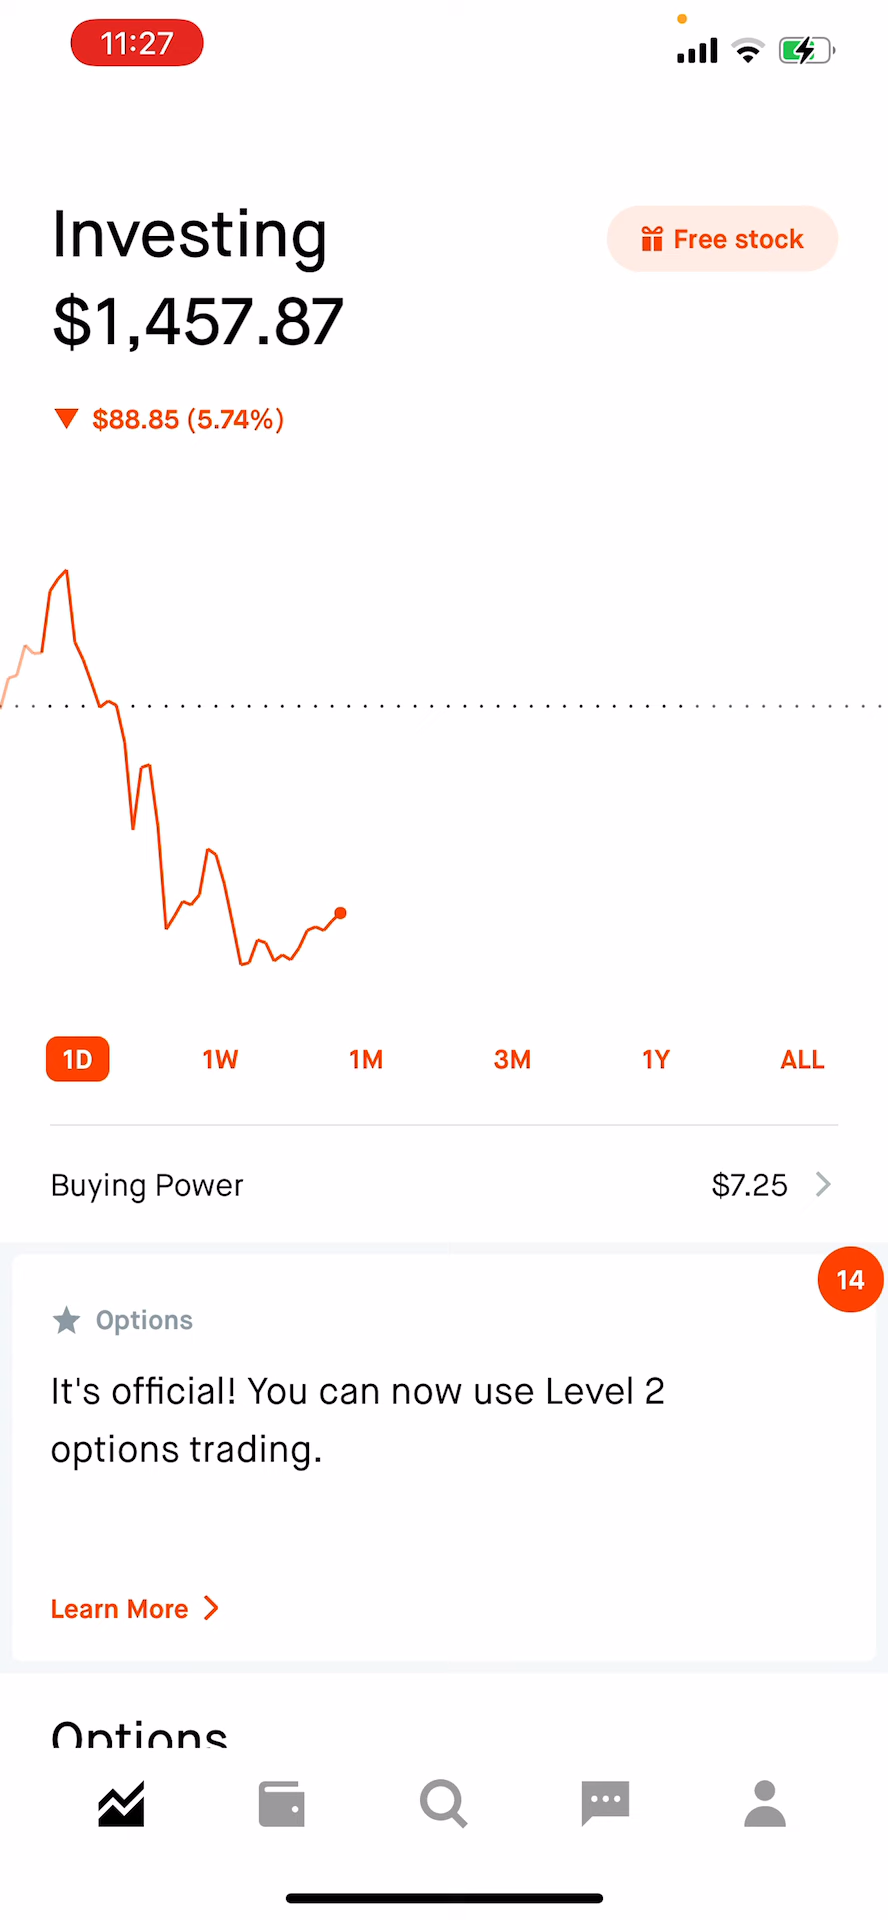 11:27
Investing
Free stock
$1,457.87
▼ $88.85 (5.74%)
1D 1W 1M 3M 1Y ALL
Buying Power $7.25
14
Options
It's official! You can now use Level 2
options trading.
Learn More
Options